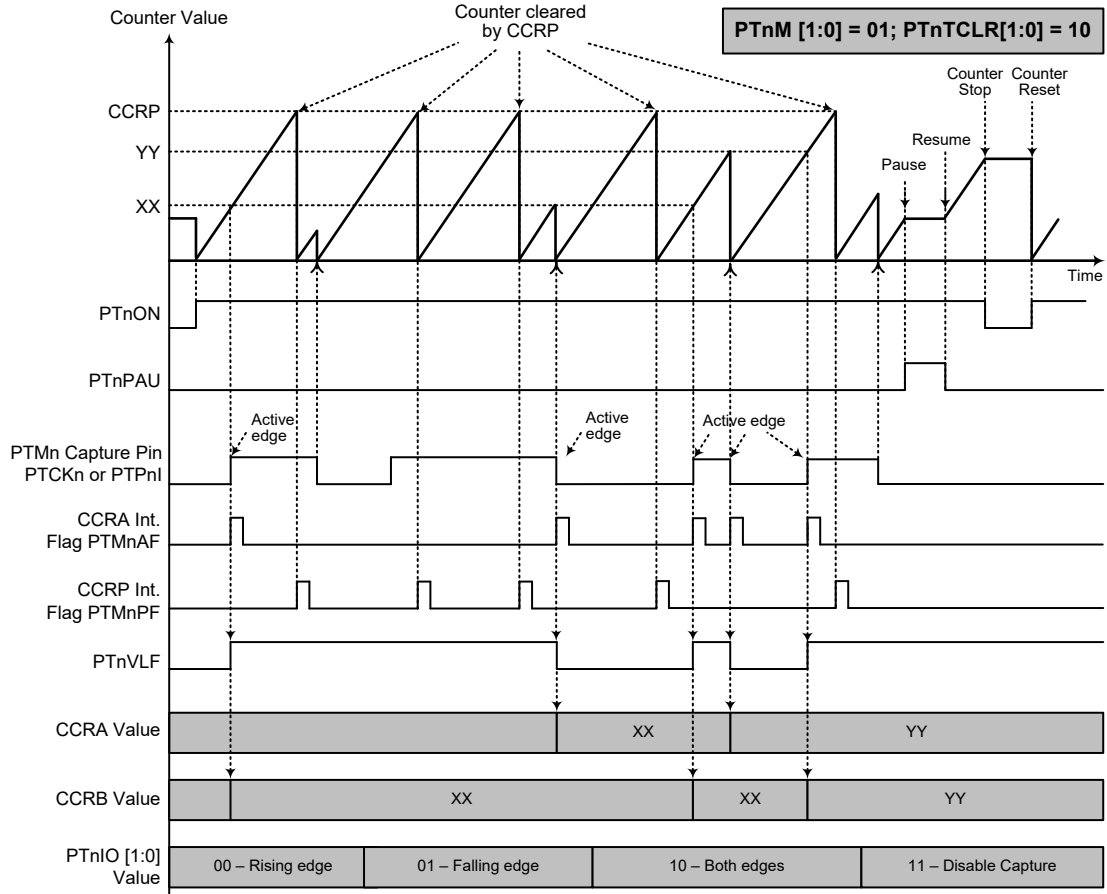 Counter Value
Counter cleared
by CCRP
PTnM [1:0] = 01; PTnTCLR[1:0] = 10
Counter
Stop
Counter
Reset
CCRP
YY
XX
Pause
Resume
Time
PTnON
PTnPAU
Active
edge
Active
edge
Active edge
PTMn Capture Pin
PTCKn or PTPnI
CCRA Int.
Flag PTMnAF
CCRP Int.
Flag PTMnPF
PTnVLF
CCRA Value
XX
YY
CCRB Value
XX
XX
YY
PTnIO [1:0]
Value
00 – Rising edge
01 – Falling edge
10 – Both edges
11 – Disable Capture